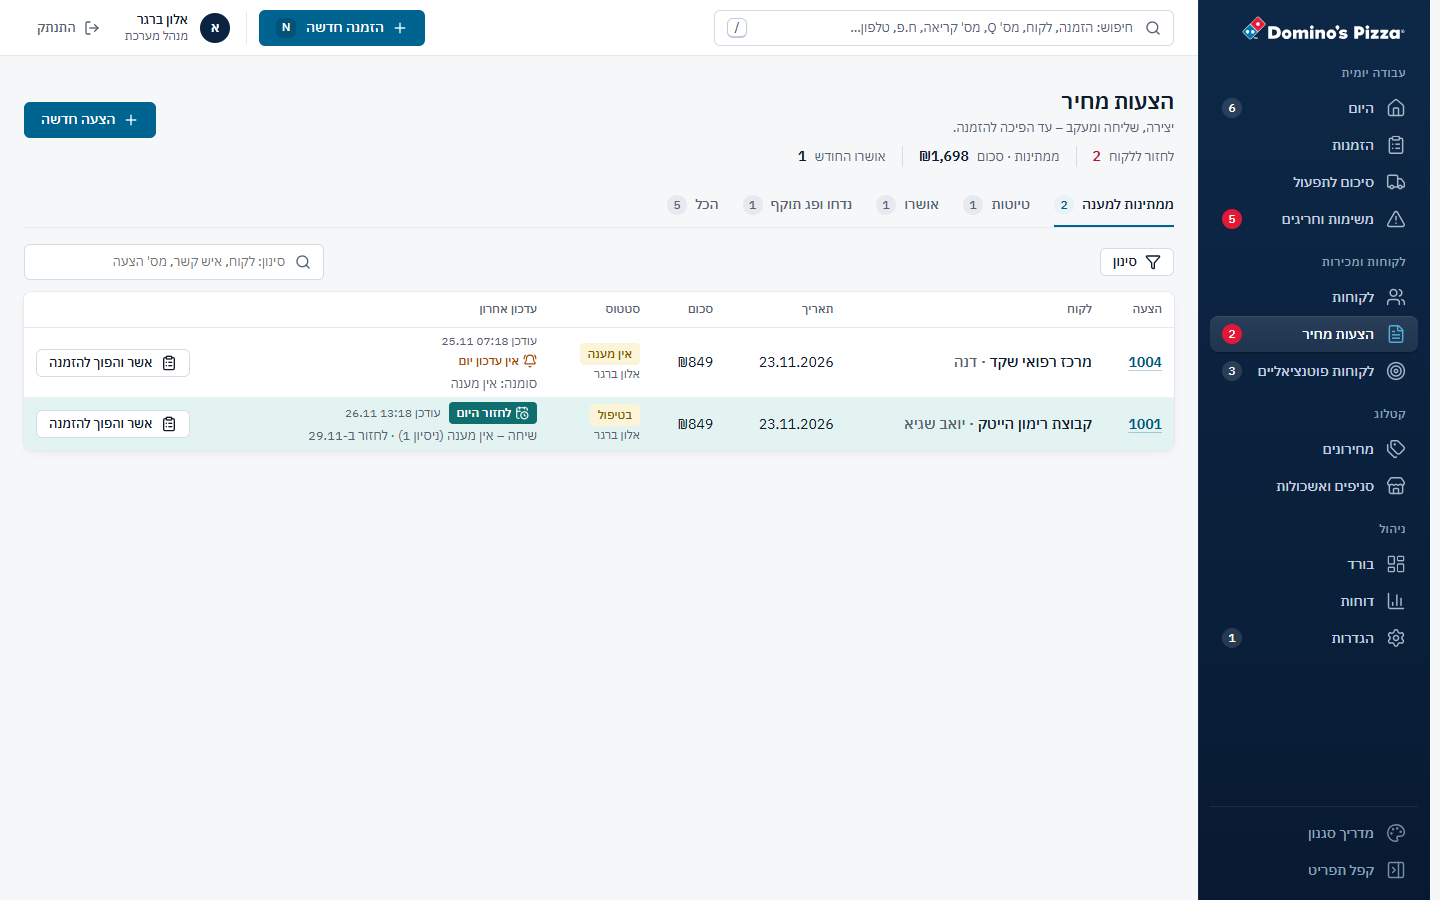 Domino's Pizza
עבודה יומית
היום 6
הזמנות
סיכום לתפעול
משימות וחריגים 5
לקוחות ומכירות
לקוחות
הצעות מחיר 2
לקוחות פוטנציאליים 3
קטלוג
מחירונים
סניפים ואשכולות
ניהול
בורד
דוחות
הגדרות 1
מדריך סגנון
קפל תפריט
חיפוש: הזמנה, לקוח, מס' Q, מס' קריאה, ח.פ, טלפון... /
הזמנה חדשה N
א
אלון ברגר
מנהל מערכת
התנתק
הצעות מחיר
יצירה, שליחה ומעקב – עד הפיכה להזמנה.
הצעה חדשה
לחזור ללקוח 2
ממתינות · סכום ₪1,698
אושרו החודש 1
ממתינות למענה 2
טיוטות 1
אושרו 1
נדחו ופג תוקף 1
הכל 5
סינון
סינון: לקוח, איש קשר, מס' הצעה
הצעה לקוח תאריך סכום סטטוס עדכון אחרון
1004 מרכז רפואי שקד · דנה 23.11.2026 ₪849
אין מענה
אלון ברגר
עודכן 25.11 07:18
אין עדכון יום
סומנה: אין מענה
אשר והפוך להזמנה
1001 קבוצת רימון הייטק · יואב שגיא 23.11.2026 ₪849
בטיפול
אלון ברגר
לחזור היום עודכן 26.11 13:18
שיחה – אין מענה (ניסיון 1) · לחזור ב-29.11
אשר והפוך להזמנה